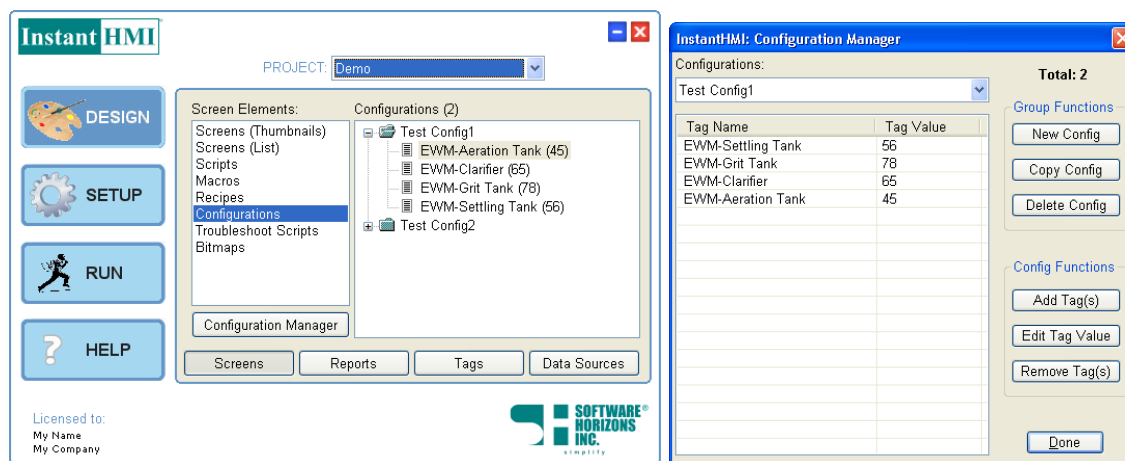 Instant HMI
PROJECT: Demo
DESIGN
SETUP
RUN
HELP
Screen Elements:
Screens (Thumbnails)
Screens (List)
Scripts
Macros
Recipes
Configurations
Troubleshoot Scripts
Bitmaps
Configuration Manager
Configurations (2)
Test Config1
EWM-Aeration Tank (45)
EWM-Clarifier (65)
EWM-Grit Tank (78)
EWM-Settling Tank (56)
Test Config2
Screens Reports Tags Data Sources
Licensed to:
My Name
My Company
SOFTWARE®
HORIZONS
INC.
simplify
InstantHMI: Configuration Manager
Configurations:
Test Config1
Tag Name Tag Value
EWM-Settling Tank 56
EWM-Grit Tank 78
EWM-Clarifier 65
EWM-Aeration Tank 45
Total: 2
Group Functions
New Config
Copy Config
Delete Config
Config Functions
Add Tag(s)
Edit Tag Value
Remove Tag(s)
Done